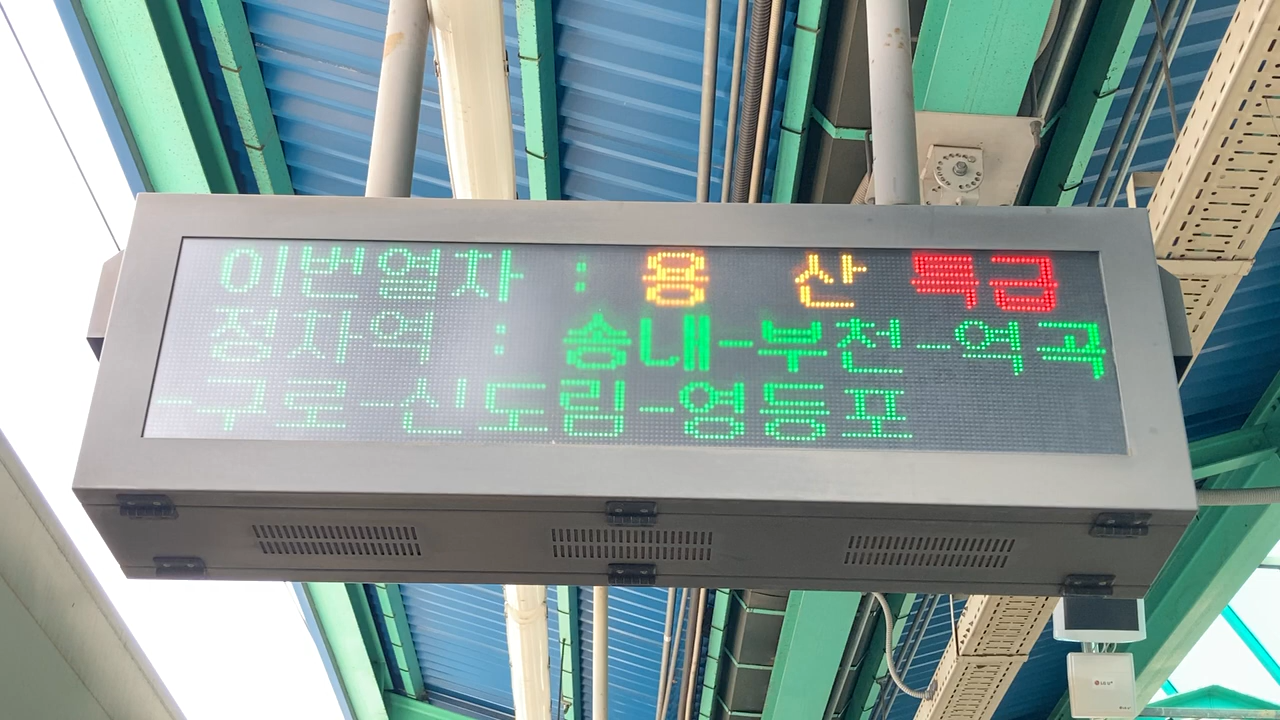 이번열차 : 용 산 특급
정차역 : 송내-부천-역곡
-구로-신도림-영등포
LG U+